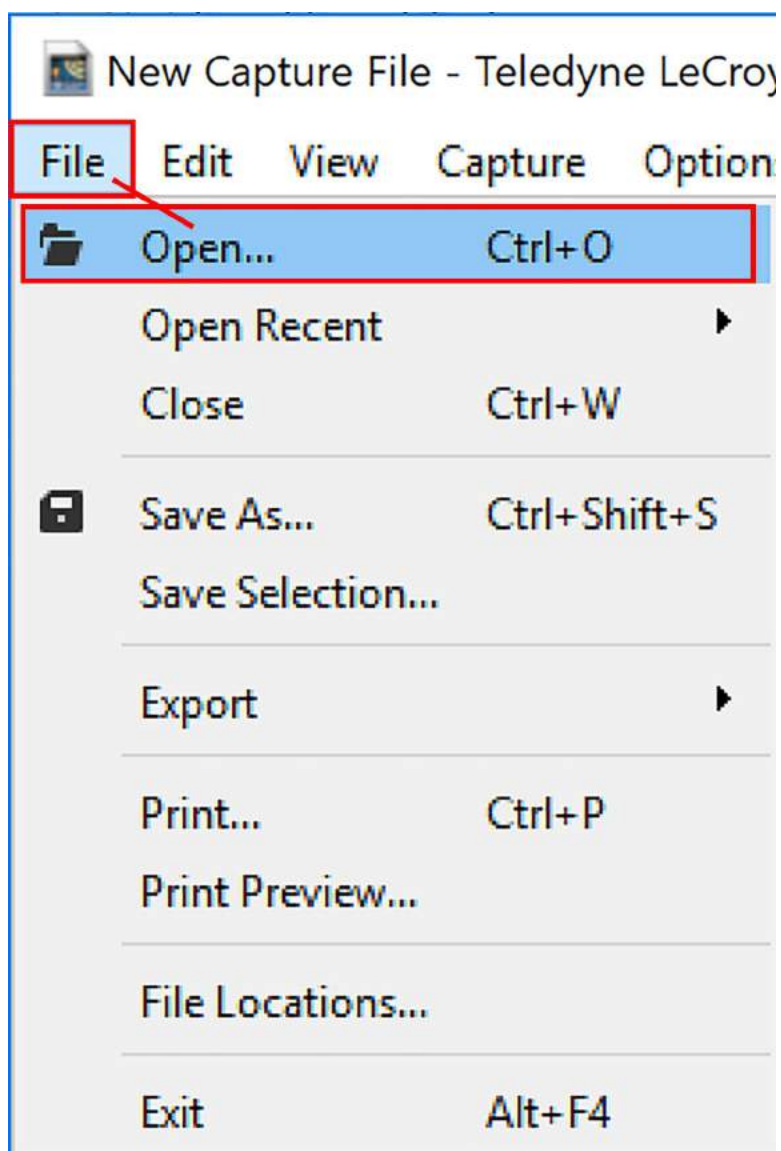 New Capture File - Teledyne LeCroy
File Edit View Capture Option
Open... Ctrl+O
Open Recent
Close Ctrl+W
Save As... Ctrl+Shift+S
Save Selection...
Export
Print... Ctrl+P
Print Preview...
File Locations...
Exit Alt+F4